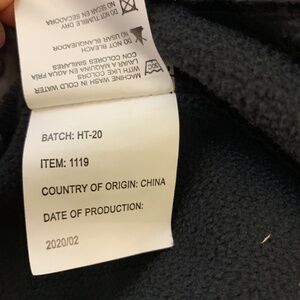 MACHINE WASH IN COLD WATER
WITH LIKE COLORS
LAVAR A MAQUINA EN AGUA FRIA
CON COLORES SIMILARES
DO NOT BLEACH
NO USAR BLANQUEADOR
DO NOT TUMBLE DRY
NO SEQAR EN SECADORA
BATCH: HT-20
ITEM: 1119
COUNTRY OF ORIGIN: CHINA
DATE OF PRODUCTION:
2020/02